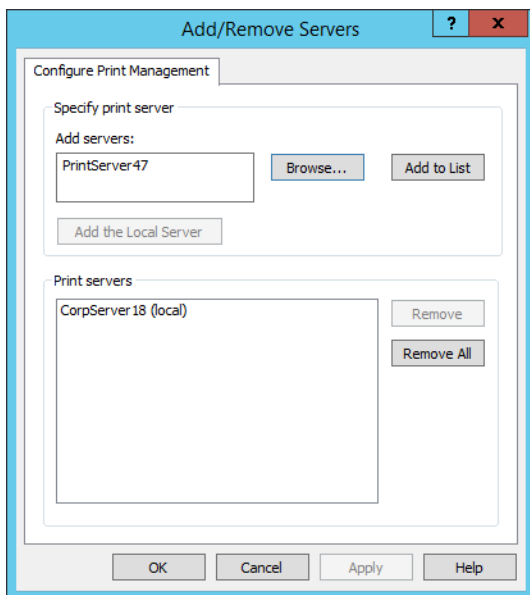 Add/Remove Servers
? x
Configure Print Management
Specify print server
Add servers:
PrintServer47
Browse...
Add to List
Add the Local Server
Print servers
CorpServer18 (local)
Remove
Remove All
OK
Cancel
Apply
Help